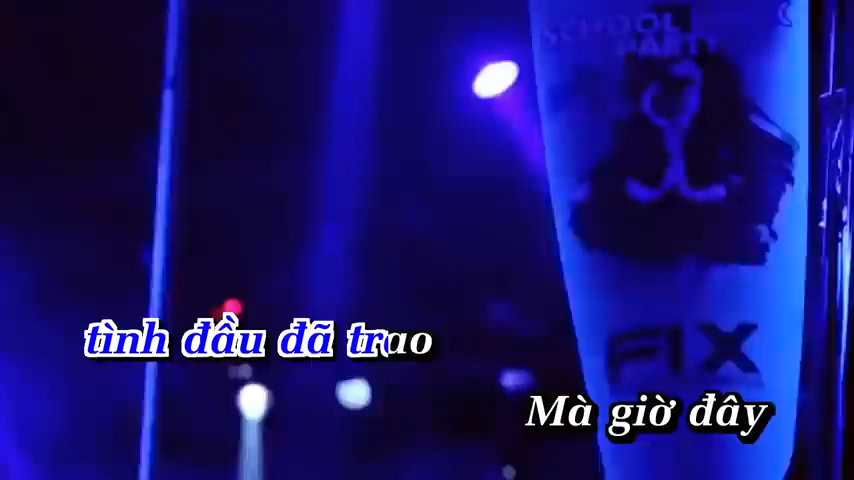 SCHOOL
PARTY
FIX
tình đầu đã trao
Mà giờ đây